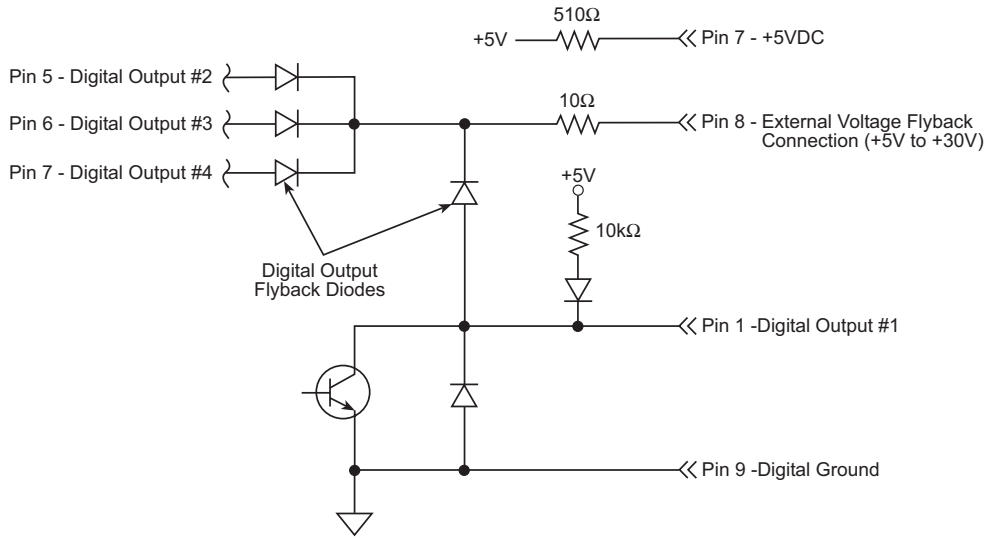 510Ω
+5V
Pin 7 - +5VDC
Pin 5 - Digital Output #2
Pin 6 - Digital Output #3
10Ω
Pin 8 - External Voltage Flyback
Connection (+5V to +30V)
Pin 7 - Digital Output #4
+5V
10kΩ
Digital Output
Flyback Diodes
Pin 1 -Digital Output #1
Pin 9 -Digital Ground